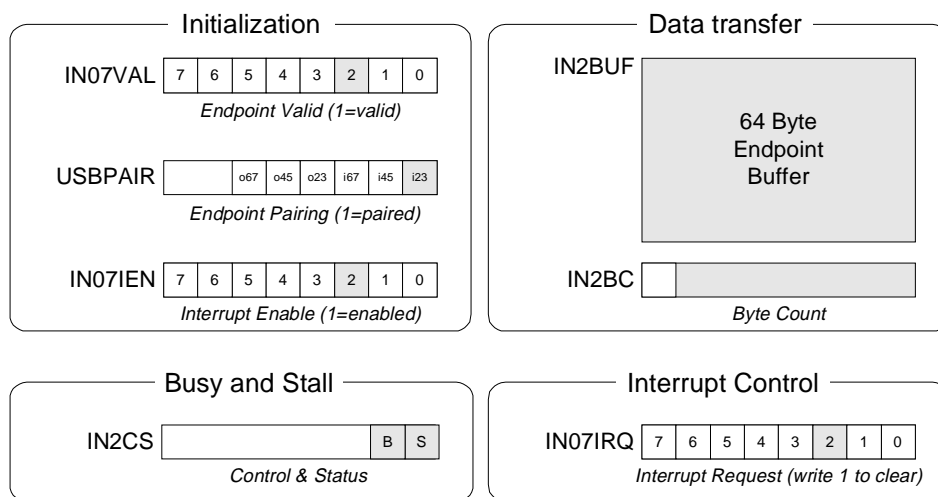 Initialization
IN07VAL 7 6 5 4 3 2 1 0
Endpoint Valid (1=valid)
USBPAIR o67 o45 o23 i67 i45 i23
Endpoint Pairing (1=paired)
IN07IEN 7 6 5 4 3 2 1 0
Interrupt Enable (1=enabled)
Data transfer
IN2BUF
64 Byte
Endpoint
Buffer
IN2BC
Byte Count
Busy and Stall
IN2CS B S
Control & Status
Interrupt Control
IN07IRQ 7 6 5 4 3 2 1 0
Interrupt Request (write 1 to clear)